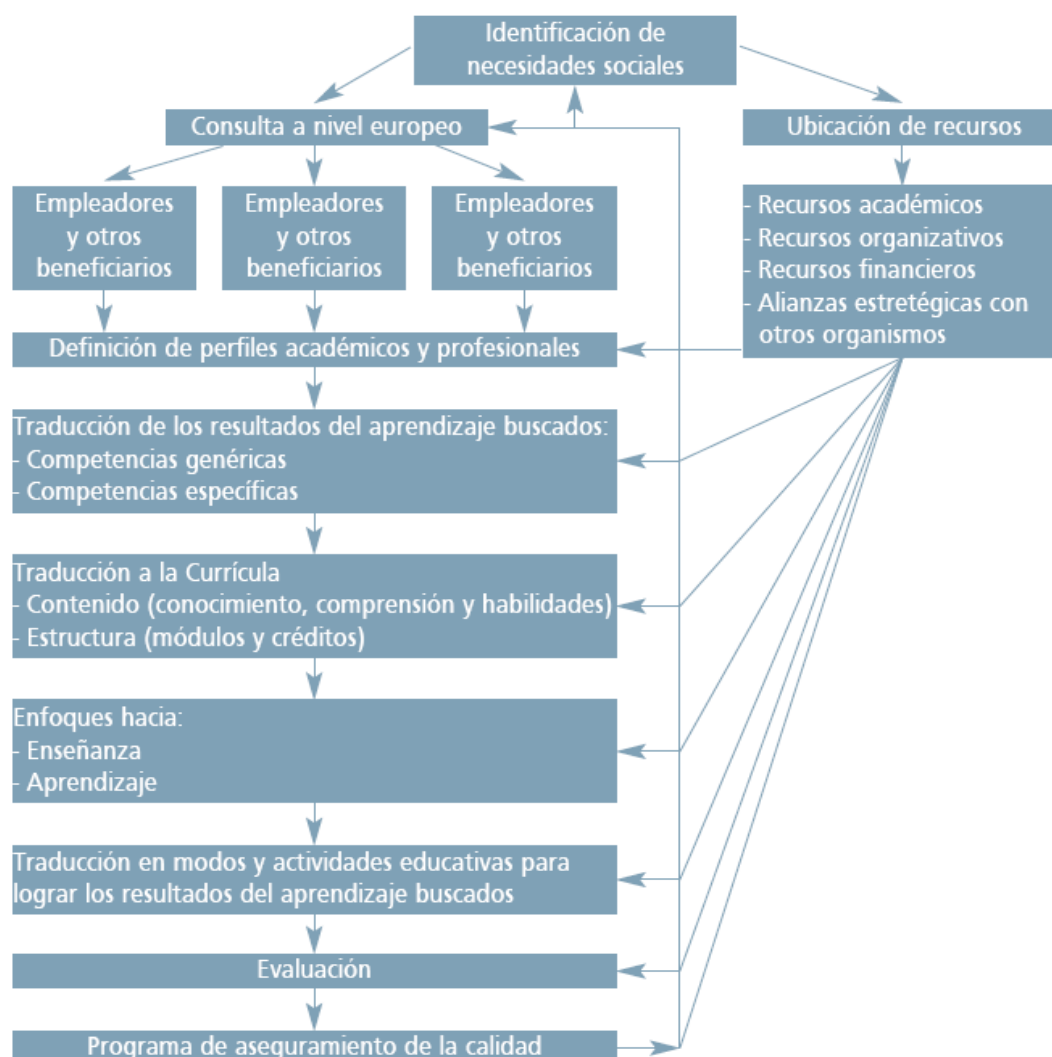 Identificación de
necesidades sociales
Consulta a nivel europeo
Ubicación de recursos
Empleadores
y otros
beneficiarios
Empleadores
y otros
beneficiarios
Empleadores
y otros
beneficiarios
- Recursos académicos
- Recursos organizativos
- Recursos financieros
- Alianzas estretégicas con
otros organismos
Definición de perfiles académicos y profesionales
Traducción de los resultados del aprendizaje buscados:
- Competencias genéricas
- Competencias específicas
Traducción a la Currícula
- Contenido (conocimiento, comprensión y habilidades)
- Estructura (módulos y créditos)
Enfoques hacia:
- Enseñanza
- Aprendizaje
Traducción en modos y actividades educativas para
lograr los resultados del aprendizaje buscados
Evaluación
Programa de aseguramiento de la calidad